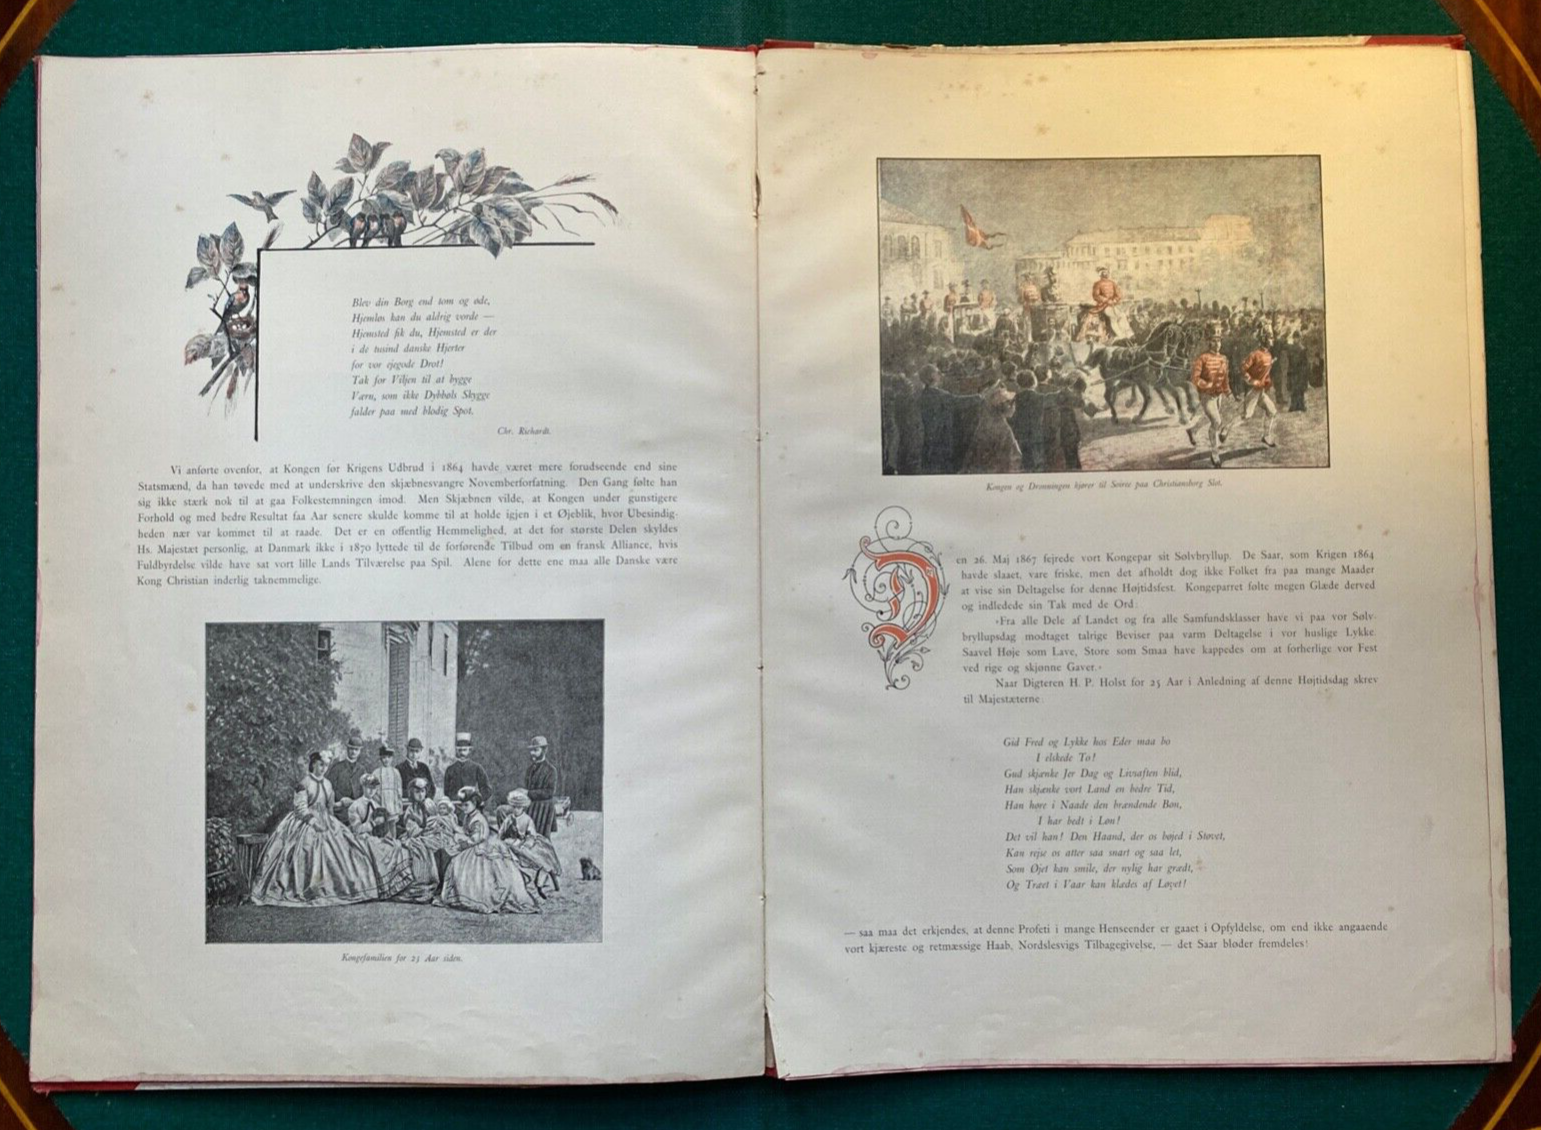 Blev din Borg end tom og øde,
Hjemløs kan du aldrig vorde —
Hjemsted fik du, Hjemsted er der
i de tusind danske Hjerter
for vor ejegode Drot!
Tak for Viljen til at bygge
Værn, som ikke Dybbøls Skygge
falder paa med blodig Spot.
Chr. Richardt.
Vi anførte ovenfor, at Kongen før Krigens Udbrud i 1864 havde været mere forudseende end sine
Statsmænd, da han tøvede med at underskrive den skjæbnesvangre Novemberforfatning. Den Gang følte han
sig ikke stærk nok til at gaa Folkestemningen imod. Men Skjæbnen vilde, at Kongen under gunstigere
Forhold og med bedre Resultat faa Aar senere skulde komme til at holde igjen i et Øjeblik, hvor Ubesindig-
heden nær var kommet til at raade. Det er en offentlig Hemmelighed, at det for største Delen skyldes
Hs. Majestæt personlig, at Danmark ikke i 1870 lyttede til de forførende Tilbud om en fransk Alliance, hvis
Fuldbyrdelse vilde have sat vort lille Lands Tilværelse paa Spil. Alene for dette ene maa alle Danske være
Kong Christian inderlig taknemmelige.
Kongefamilien for 25 Aar siden.
Kongen og Dronningen kjører til Soirée paa Christiansborg Slot.
Den 26. Maj 1867 fejrede vort Kongepar sit Sølvbryllup. De Saar, som Krigen 1864
havde slaaet, vare friske, men det afholdt dog ikke Folket fra paa mange Maader
at vise sin Deltagelse for denne Højtidsfest. Kongeparret følte megen Glæde derved
og indledede sin Tak med de Ord:
»Fra alle Dele af Landet og fra alle Samfundsklasser have vi paa vor Sølv-
bryllupsdag modtaget talrige Beviser paa varm Deltagelse i vor huslige Lykke.
Saavel Høje som Lave, Store som Smaa have kappedes om at forherlige vor Fest
ved rige og skjønne Gaver.«
Naar Digteren H. P. Holst for 25 Aar i Anledning af denne Højtidsdag skrev
til Majestæterne:
Gid Fred og Lykke hos Eder maa bo
I elskede To!
Gud skjænke Jer Dag og Livsaften blid,
Han skjænke vort Land en bedre Tid,
Han høre i Naade den brændende Bøn,
I har bedt i Løn!
Det vil han! Den Haand, der os bøjed i Støvet,
Kan rejse os atter saa snart og saa let,
Som Øjet kan smile, der nylig har grædt,
Og Træet i Vaar kan klædes af Løvet!
— saa maa det erkjendes, at denne Profeti i mange Henseender er gaaet i Opfyldelse, om end ikke angaaende
vort kjæreste og retmæssige Haab, Nordslesvigs Tilbagegivelse, — det Saar bløder fremdeles!